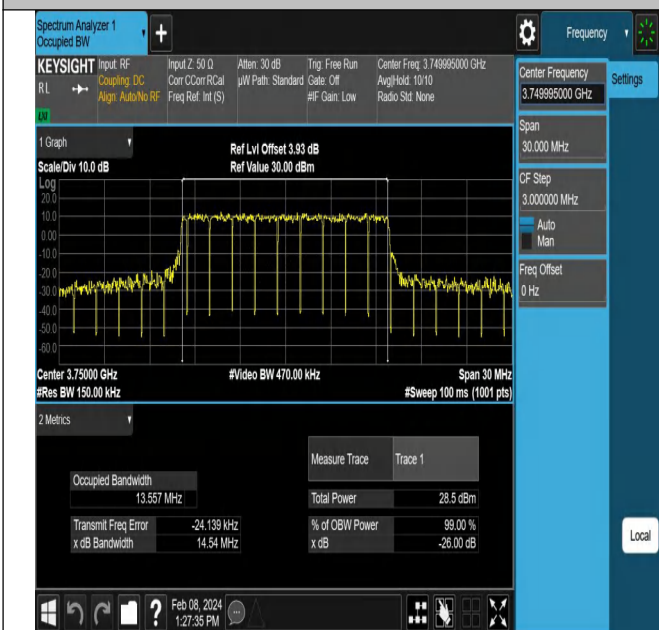 Spectrum Analyzer 1
Occupied BW
+
Frequency
KEYSIGHT
RL
LXI
Input: RF
Coupling: DC
Align: Auto/No RF
Input Z: 50 Ω
Corr CCorr RCal
Freq Ref: Int (S)
Atten: 30 dB
µW Path: Standard
Trig: Free Run
Gate: Off
#IF Gain: Low
Center Freq: 3.749995000 GHz
Avg|Hold: 10/10
Radio Std: None
Center Frequency
3.749995000 GHz
Settings
Span
30.000 MHz
CF Step
3.000000 MHz
Auto
Man
Freq Offset
0 Hz
1 Graph
Scale/Div 10.0 dB
Ref Lvl Offset 3.93 dB
Ref Value 30.00 dBm
Log
20.0
10.0
0.00
-10.0
-20.0
-30.0
-40.0
-50.0
-60.0
Center 3.75000 GHz
#Res BW 150.00 kHz
#Video BW 470.00 kHz
Span 30 MHz
#Sweep 100 ms (1001 pts)
2 Metrics
Measure Trace Trace 1
Occupied Bandwidth
13.557 MHz
Total Power 28.5 dBm
Transmit Freq Error -24.139 kHz
% of OBW Power 99.00 %
x dB Bandwidth 14.54 MHz
x dB -26.00 dB
Local
?
Feb 08, 2024
1:27:35 PM